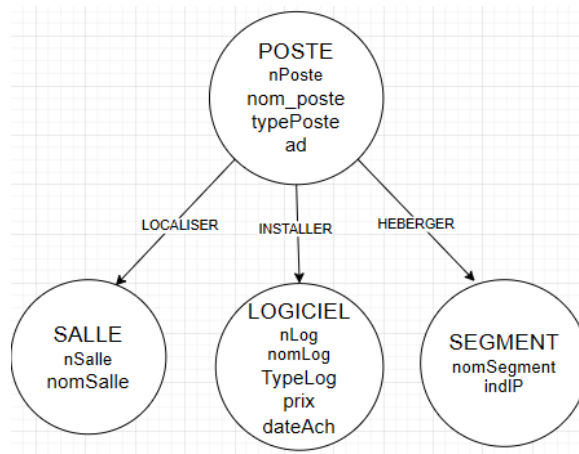 POSTE
nPoste
nom_poste
typePoste
ad
LOCALISER
INSTALLER
HEBERGER
SALLE
nSalle
nomSalle
LOGICIEL
nLog
nomLog
TypeLog
prix
dateAch
SEGMENT
nomSegment
indIP